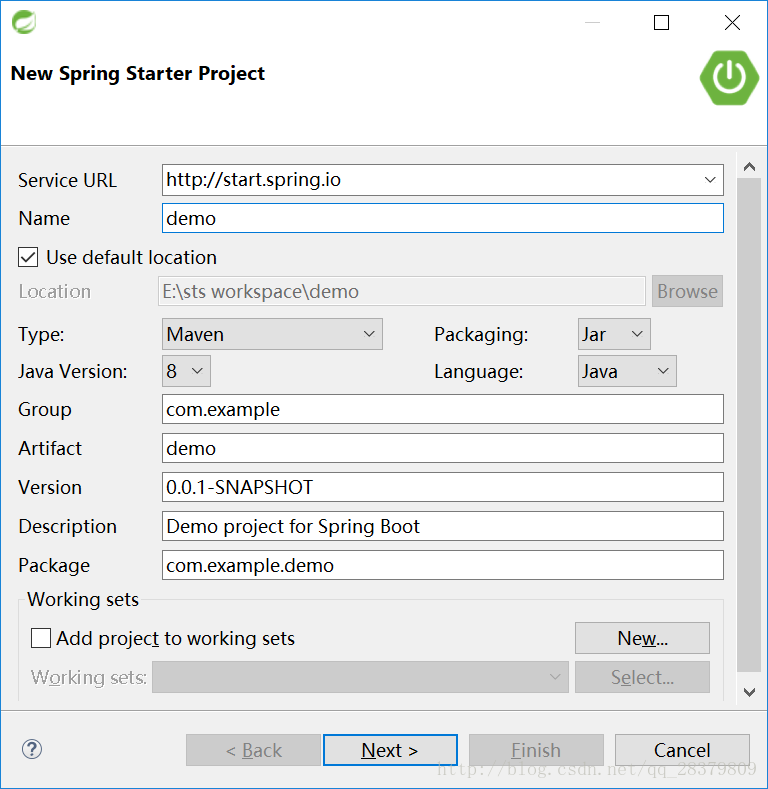 New Spring Starter Project
Service URL http://start.spring.io
Name demo
Use default location
Location E:\sts workspace\demo Browse
Type: Maven Packaging: Jar
Java Version: 8 Language: Java
Group com.example
Artifact demo
Version 0.0.1-SNAPSHOT
Description Demo project for Spring Boot
Package com.example.demo
Working sets
Add project to working sets New...
Working sets: Select...
? < Back Next > Finish Cancel
http://blog.csdn.net/qq_28379809